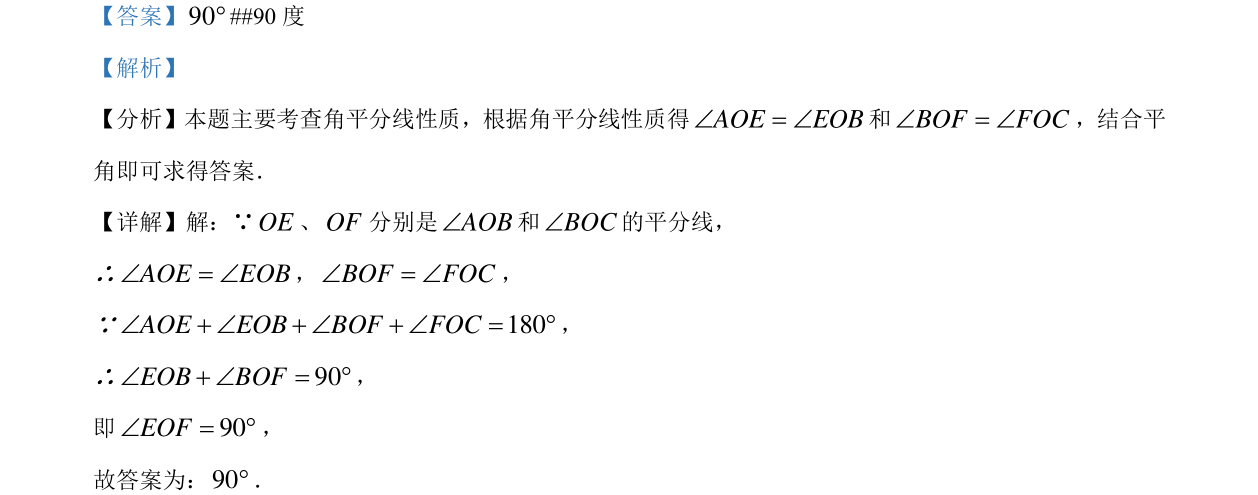 【答案】90°##90 度
【解析】
【分析】本题主要考查角平分线性质，根据角平分线性质得∠AOE = ∠EOB 和∠BOF = ∠FOC，结合平
角即可求得答案．
【详解】解：∵OE、OF 分别是∠AOB 和∠BOC 的平分线，
∴∠AOE = ∠EOB，∠BOF = ∠FOC，
∵∠AOE + ∠EOB + ∠BOF + ∠FOC = 180°，
∴∠EOB + ∠BOF = 90°，
即∠EOF = 90°，
故答案为：90°．